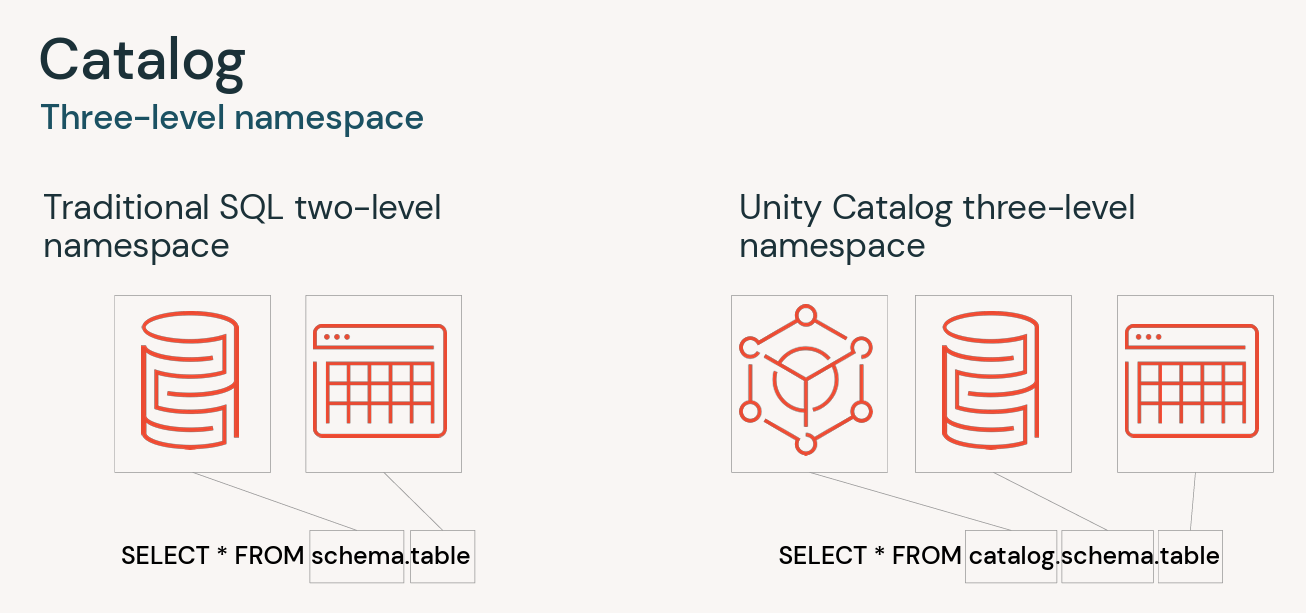 Catalog
Three-level namespace
Traditional SQL two-level
namespace
SELECT * FROM schema.table
Unity Catalog three-level
namespace
SELECT * FROM catalog.schema.table